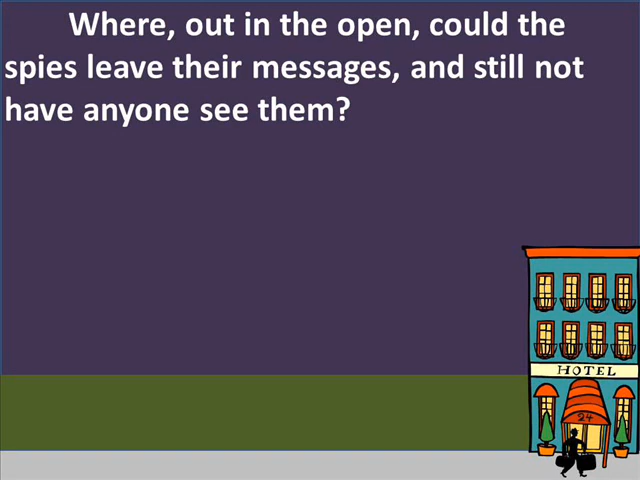 Where, out in the open, could the
spies leave their messages, and still not
have anyone see them?
HOTEL
24